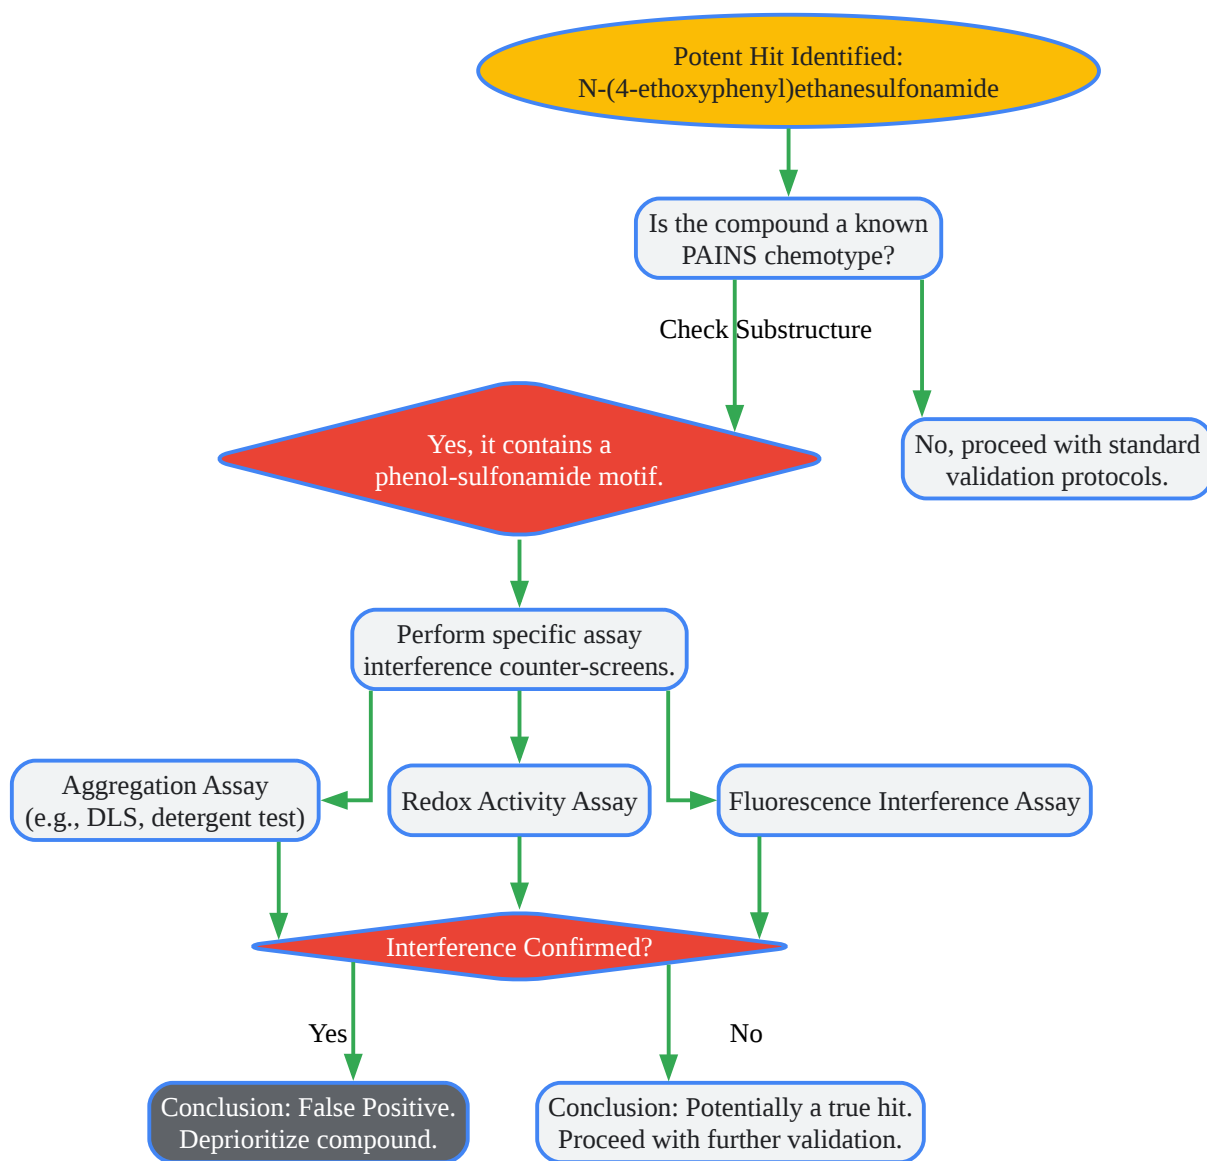 Potent Hit Identified:
N-(4-ethoxyphenyl)ethanesulfonamide
Is the compound a known
PAINS chemotype?
Check Substructure
Yes, it contains a
phenol-sulfonamide motif.
No, proceed with standard
validation protocols.
Perform specific assay
interference counter-screens.
Aggregation Assay
(e.g., DLS, detergent test)
Redox Activity Assay
Fluorescence Interference Assay
Interference Confirmed?
Yes
No
Conclusion: False Positive.
Deprioritize compound.
Conclusion: Potentially a true hit.
Proceed with further validation.